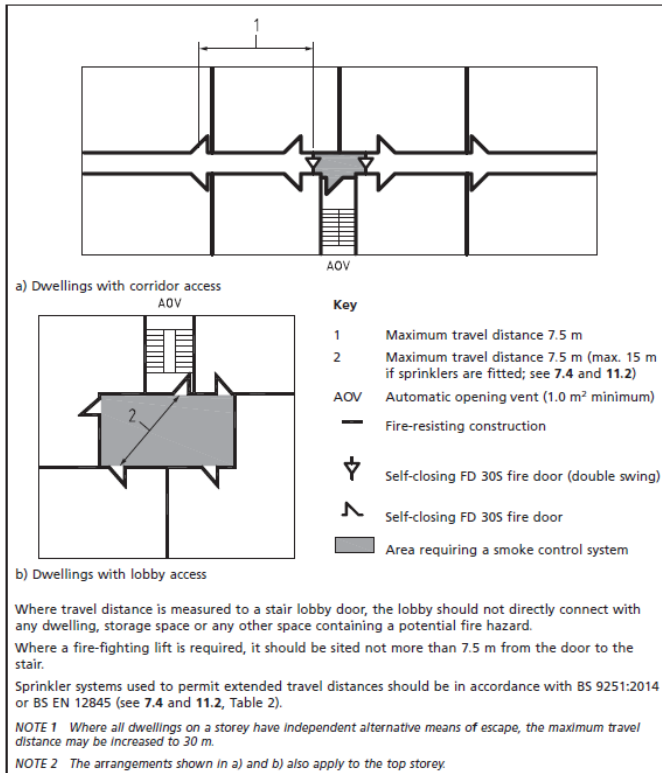 1
AOV
a) Dwellings with corridor access
AOV
2
b) Dwellings with lobby access
Key
1 Maximum travel distance 7.5 m
2 Maximum travel distance 7.5 m (max. 15 m
if sprinklers are fitted; see 7.4 and 11.2)
AOV Automatic opening vent (1.0 m² minimum)
Fire-resisting construction
Self-closing FD 30S fire door (double swing)
Self-closing FD 30S fire door
Area requiring a smoke control system
Where travel distance is measured to a stair lobby door, the lobby should not directly connect with
any dwelling, storage space or any other space containing a potential fire hazard.
Where a fire-fighting lift is required, it should be sited not more than 7.5 m from the door to the
stair.
Sprinkler systems used to permit extended travel distances should be in accordance with BS 9251:2014
or BS EN 12845 (see 7.4 and 11.2, Table 2).
NOTE 1 Where all dwellings on a storey have independent alternative means of escape, the maximum travel
distance may be increased to 30 m.
NOTE 2 The arrangements shown in a) and b) also apply to the top storey.